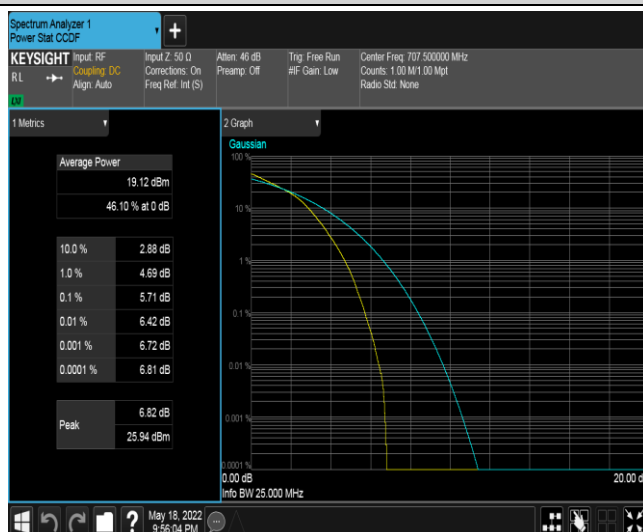 Spectrum Analyzer 1
Power Stat CCDF
+
KEYSIGHT
RL
Input: RF
Coupling: DC
Align: Auto
Input Z: 50 Ω
Corrections: On
Freq Ref: Int (S)
Atten: 46 dB
Preamp: Off
Trig: Free Run
#IF Gain: Low
Center Freq: 707.500000 MHz
Counts: 1.00 M/1.00 Mpt
Radio Std: None
1 Metrics
Average Power
19.12 dBm
46.10 % at 0 dB
10.0 % 2.88 dB
1.0 % 4.69 dB
0.1 % 5.71 dB
0.01 % 6.42 dB
0.001 % 6.72 dB
0.0001 % 6.81 dB
Peak
6.82 dB
25.94 dBm
2 Graph
Gaussian
100 %
10 %
1 %
0.1 %
0.01 %
0.001 %
0.0001 %
0.00 dB 20.00 d
Info BW 25.000 MHz
?
May 18, 2022
9:56:04 PM